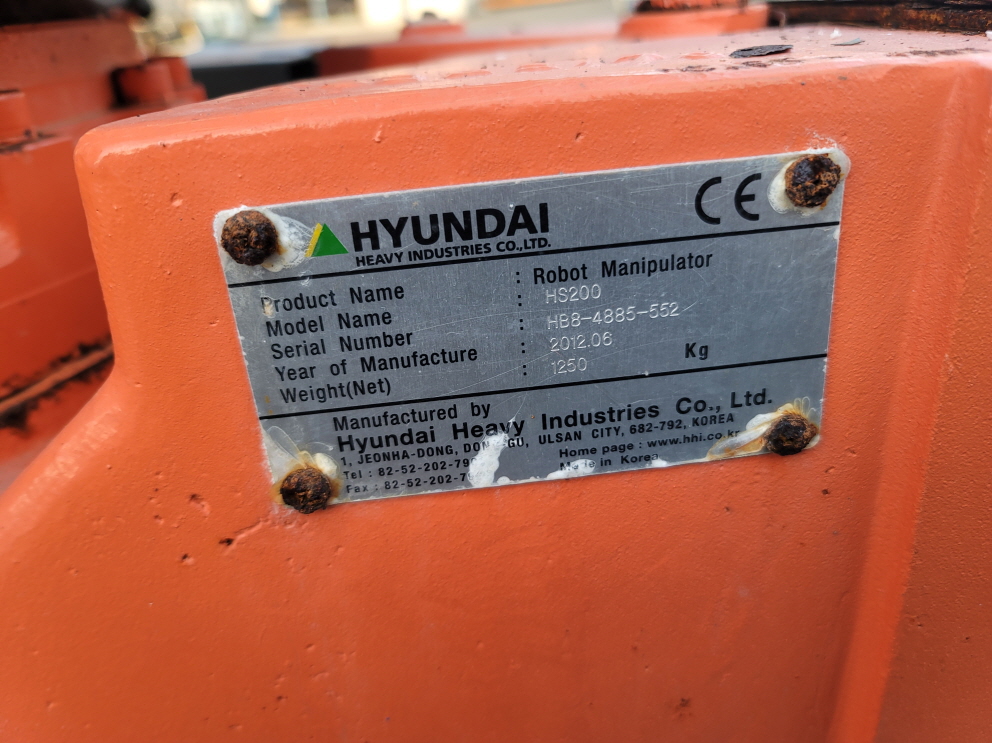 HYUNDAI
HEAVY INDUSTRIES CO.,LTD.
CE
Product Name : Robot Manipulator
Model Name : HS200
Serial Number : HB8-4885-552
Year of Manufacture : 2012.06
Weight(Net) : 1250 Kg
Manufactured by
Hyundai Heavy Industries Co., Ltd.
1, JEONHA-DONG, GU, ULSAN CITY, 682-792, KOREA
Tel : 82-52-202- Home page : www.hhi.co.kr
Fax : 82-52-202- Made in Korea